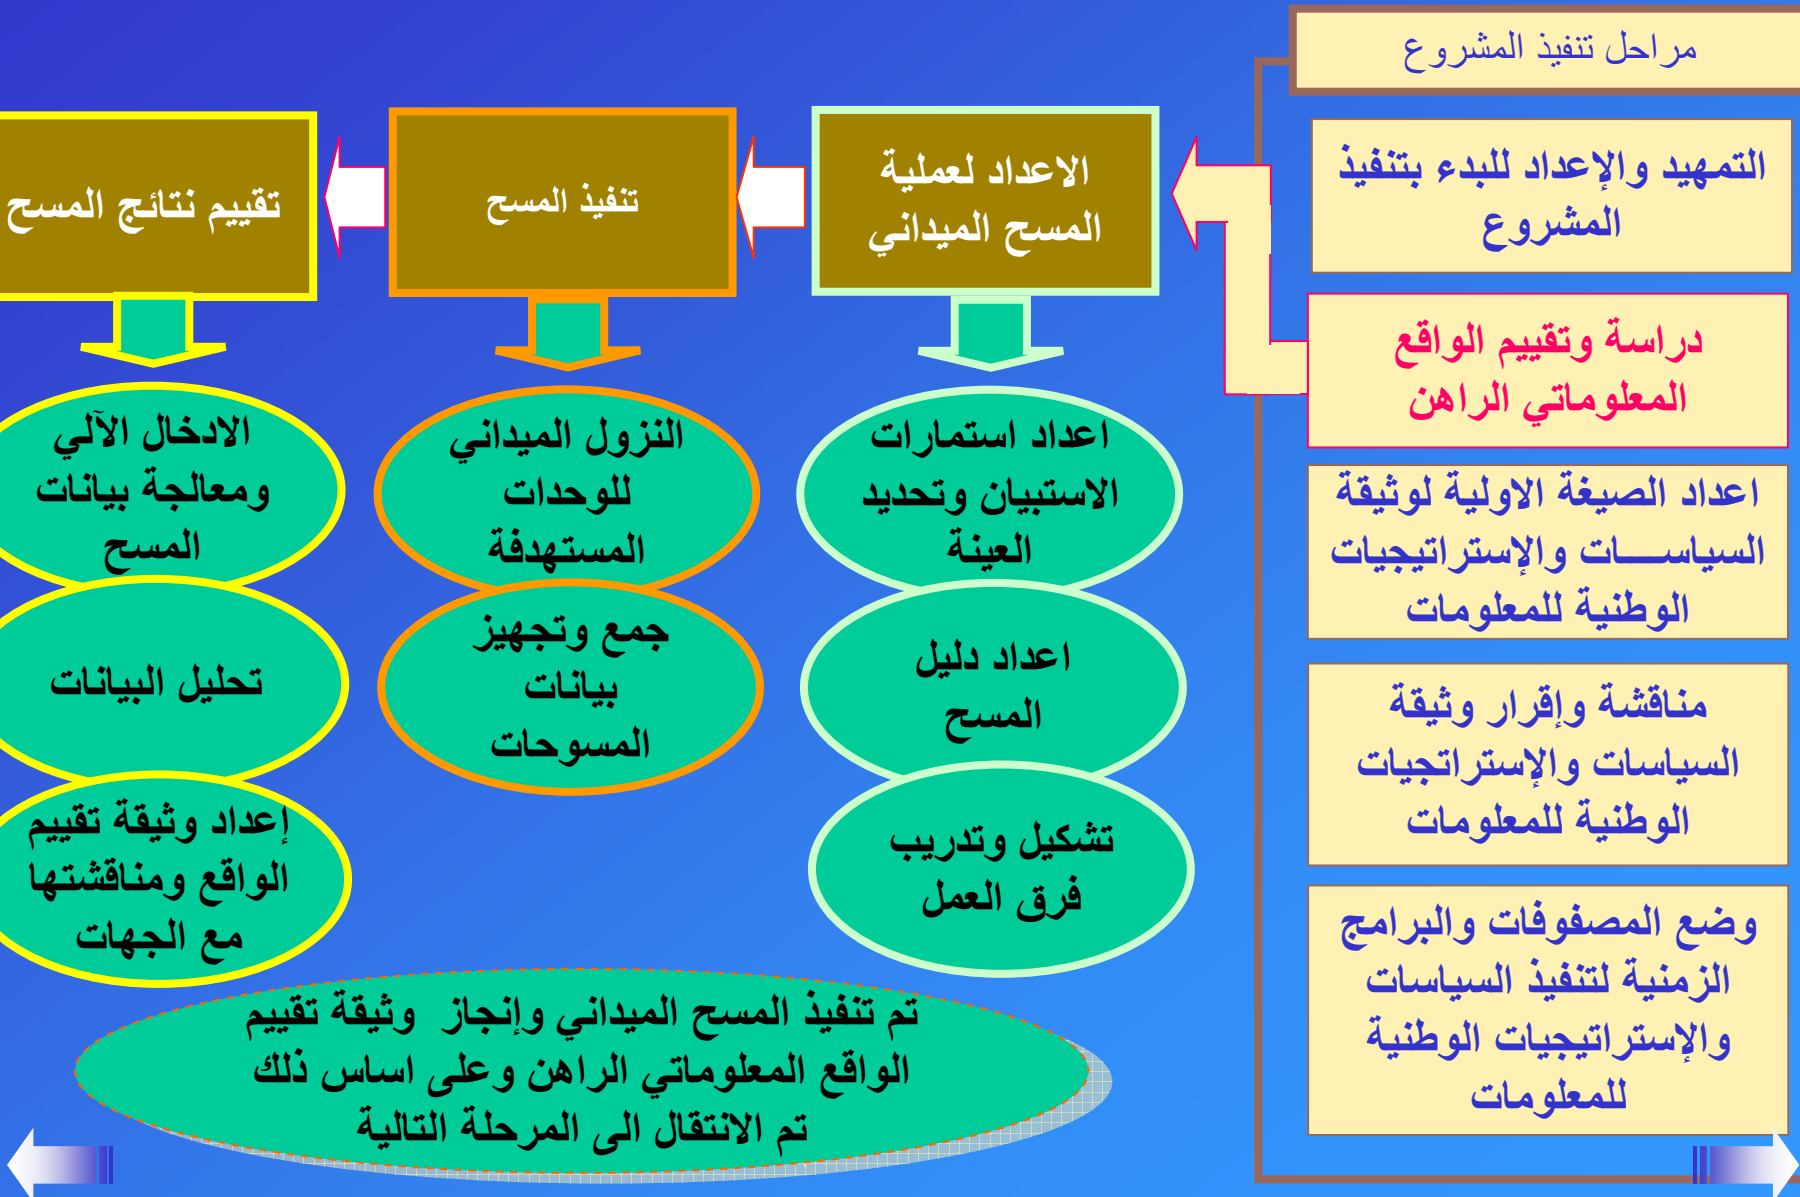 مراحل تنفيذ المشروع
التمهيد والإعداد للبدء بتنفيذ
المشروع
دراسة وتقييم الواقع
المعلوماتي الراهن
اعداد الصيغة الاولية لوثيقة
السياســـات والإستراتيجيات
الوطنية للمعلومات
مناقشة وإقرار وثيقة
السياسات والإستراتجيات
الوطنية للمعلومات
وضع المصفوفات والبرامج
الزمنية لتنفيذ السياسات
والإستراتيجيات الوطنية
للمعلومات
الاعداد لعملية
المسح الميداني
اعداد استمارات
الاستبيان وتحديد
العينة
اعداد دليل
المسح
تشكيل وتدريب
فرق العمل
تنفيذ المسح
النزول الميداني
للوحدات
المستهدفة
جمع وتجهيز
بيانات
المسوحات
تقييم نتائج المسح
الادخال الآلي
ومعالجة بيانات
المسح
تحليل البيانات
إعداد وثيقة تقييم
الواقع ومناقشتها
مع الجهات
تم تنفيذ المسح الميداني وإنجاز وثيقة تقييم
الواقع المعلوماتي الراهن وعلى اساس ذلك
تم الانتقال الى المرحلة التالية